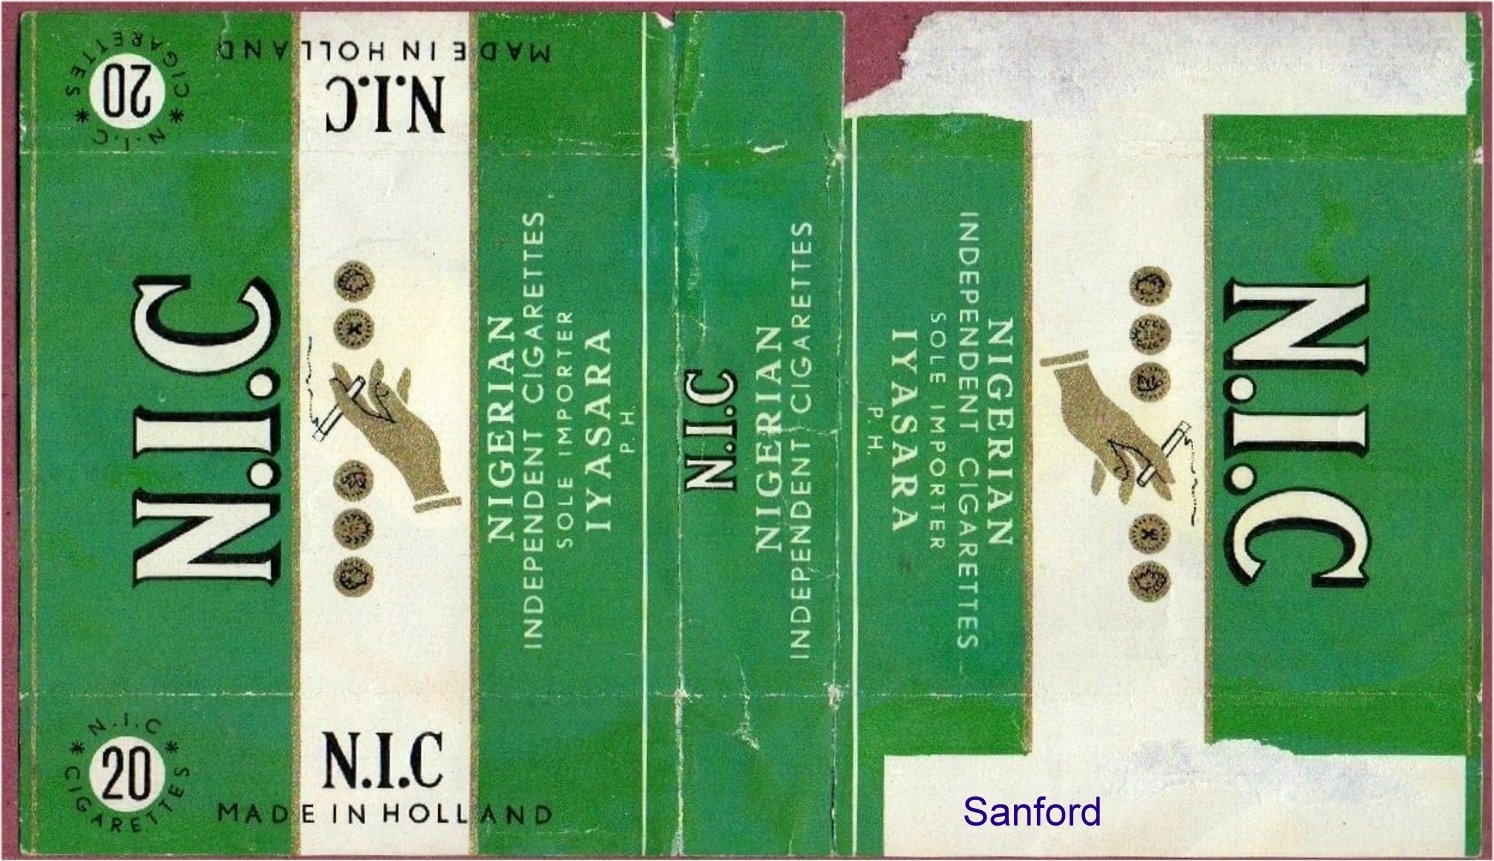 20
N.I.C
CIGARETTES
MADE IN HOLLAND
N.I.C
N.I.C
NIGERIAN
INDEPENDENT CIGARETTES
SOLE IMPORTER
IYASARA
P. H.
N.I.C
NIGERIAN
INDEPENDENT CIGARETTES
NIGERIAN
INDEPENDENT CIGARETTES
SOLE IMPORTER
IYASARA
P. H.
N.I.C
N.I.C
20
CIGARETTES
N.I.C
MADE IN HOLLAND
Sanford